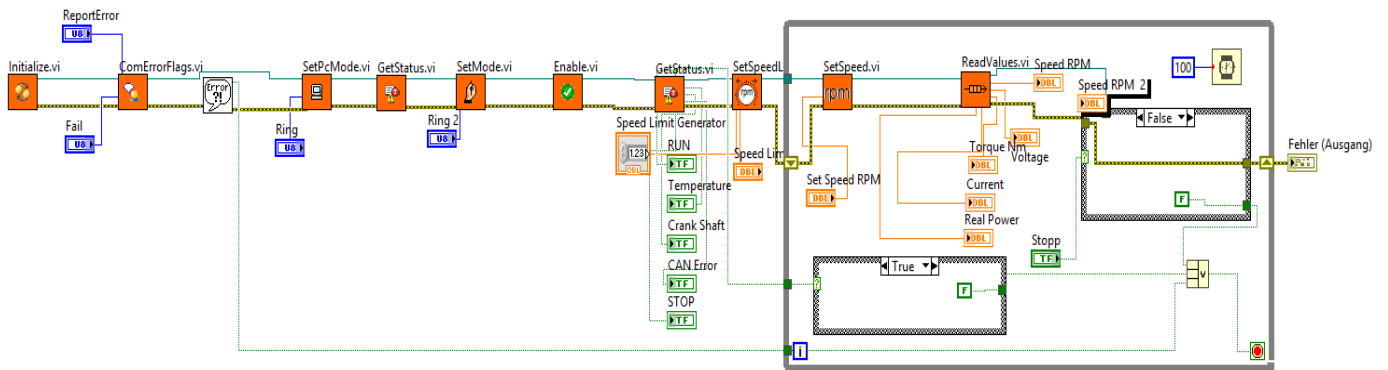 ReportError
U8
Initialize.vi
ComErrorFlags.vi
Error
?!
SetPcMode.vi
GetStatus.vi
SetMode.vi
Enable.vi
GetStatus.vi
SetSpeedL
rpm
SetSpeed.vi
rpm
ReadValues.vi
Speed RPM
DBL
100
Speed RPM 2
DBL
Fail
U8
Ring
U8
Ring 2
U8
Speed Limit Generator
1.23
DBL
RUN
TF
Speed Lim
DBL
Temperature
TF
Crank Shaft
TF
CAN Error
TF
STOP
TF
Set Speed RPM
DBL
Torque Nm
DBL
Voltage
DBL
Current
DBL
Real Power
DBL
False
?
F
Fehler (Ausgang)
Stopp
TF
True
?
F
v
i